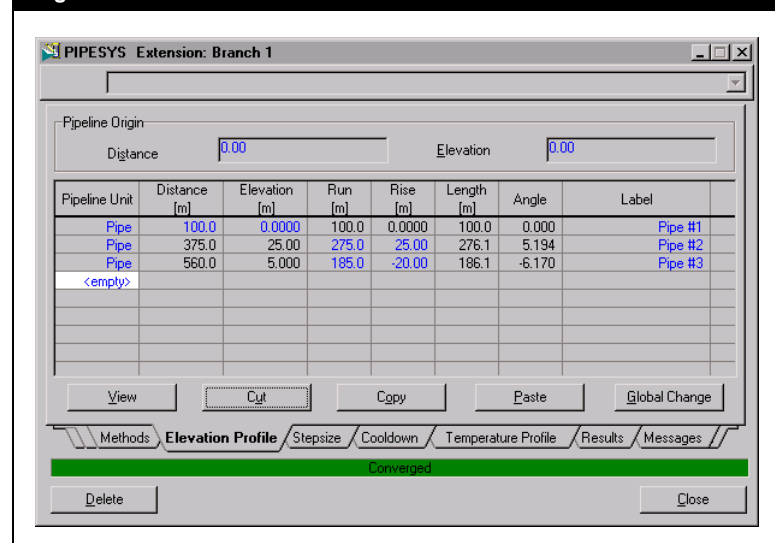 PIPESYS Extension: Branch 1
Pipeline Origin
Distance 0.00 Elevation 0.00
Pipeline Unit Distance [m] Elevation [m] Run [m] Rise [m] Length [m] Angle Label
Pipe 100.0 0.0000 100.0 0.0000 100.0 0.000 Pipe #1
Pipe 375.0 25.00 275.0 25.00 276.1 5.194 Pipe #2
Pipe 560.0 5.000 185.0 -20.00 186.1 -6.170 Pipe #3
<empty>
View Cut Copy Paste Global Change
Methods Elevation Profile Stepsize Cooldown Temperature Profile Results Messages
Converged
Delete Close